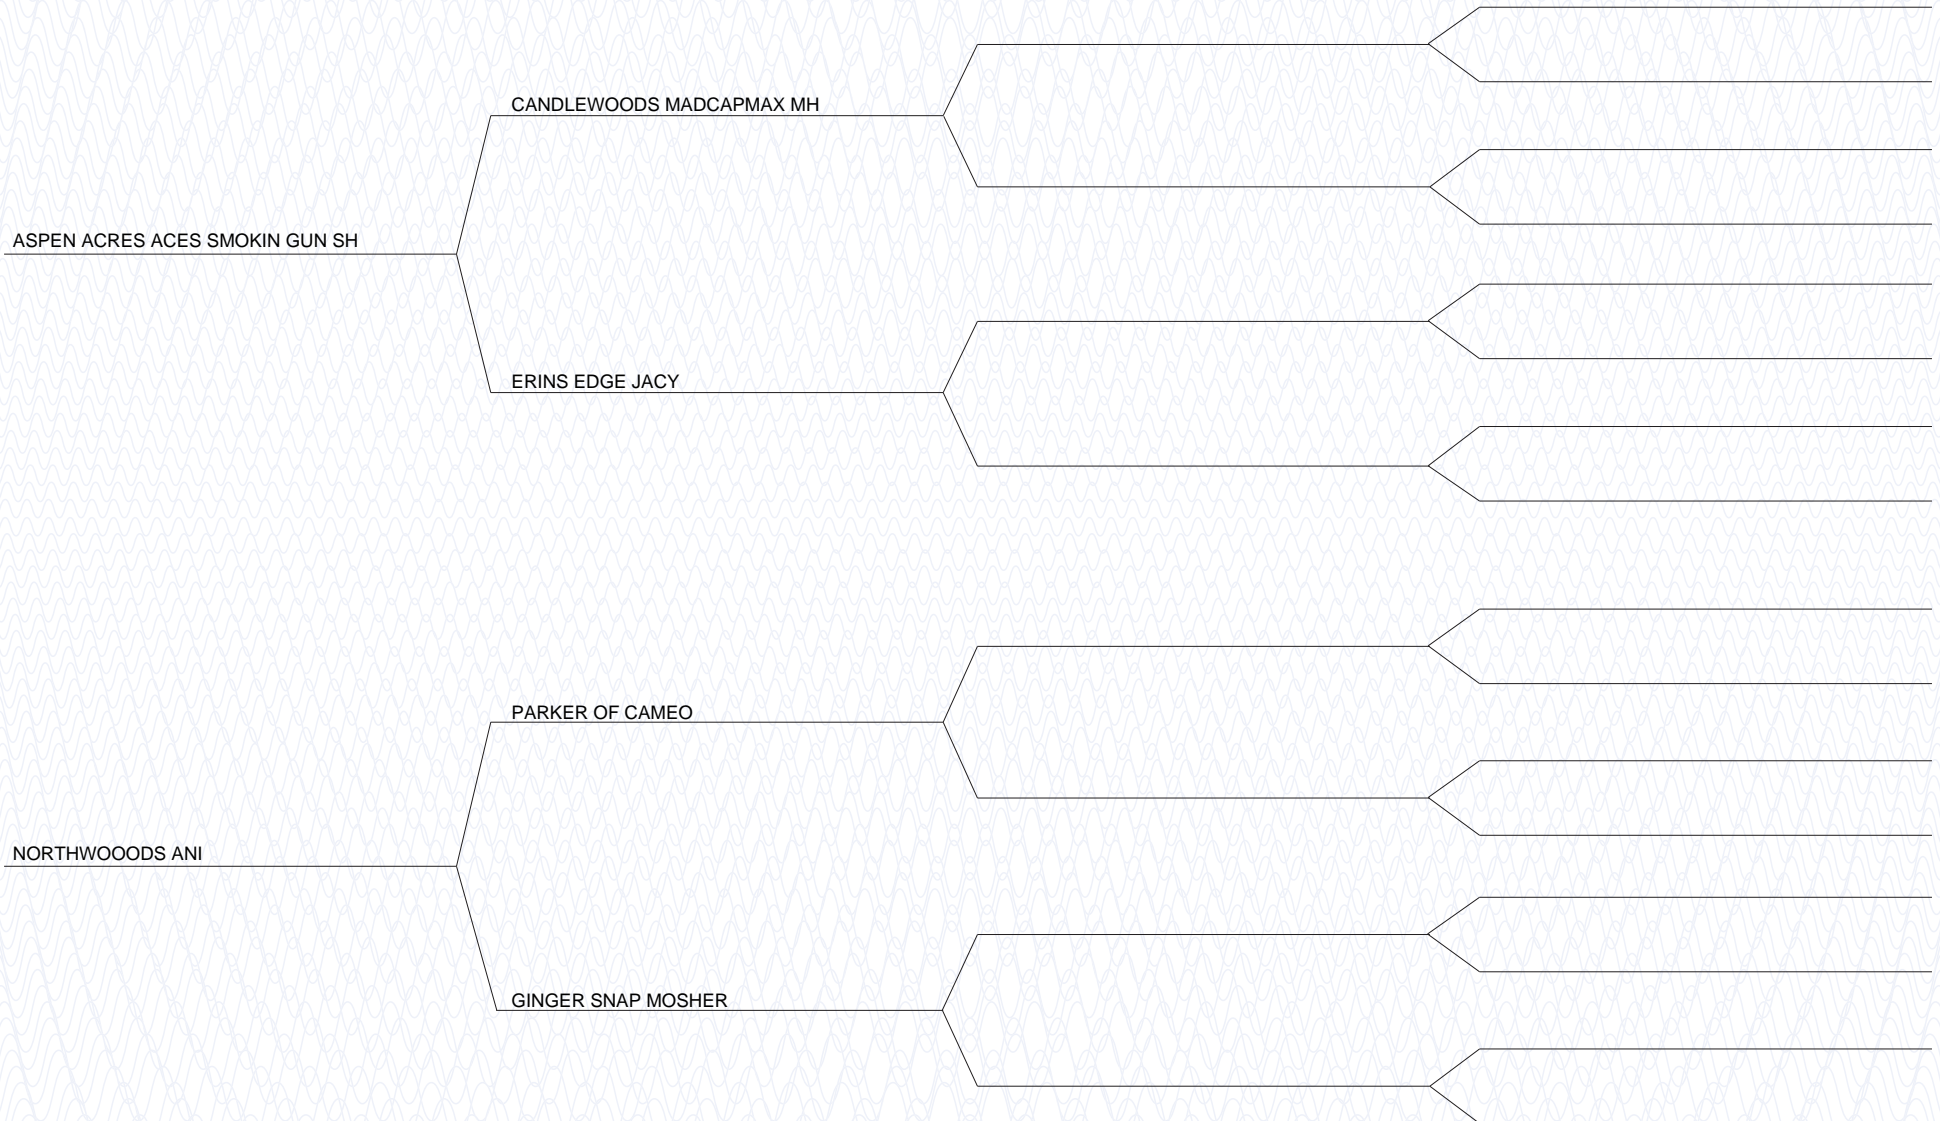 CANDLEWOODS MADCAPMAX MH
ASPEN ACRES ACES SMOKIN GUN SH
ERINS EDGE JACY
PARKER OF CAMEO
NORTHWOOODS ANI
GINGER SNAP MOSHER